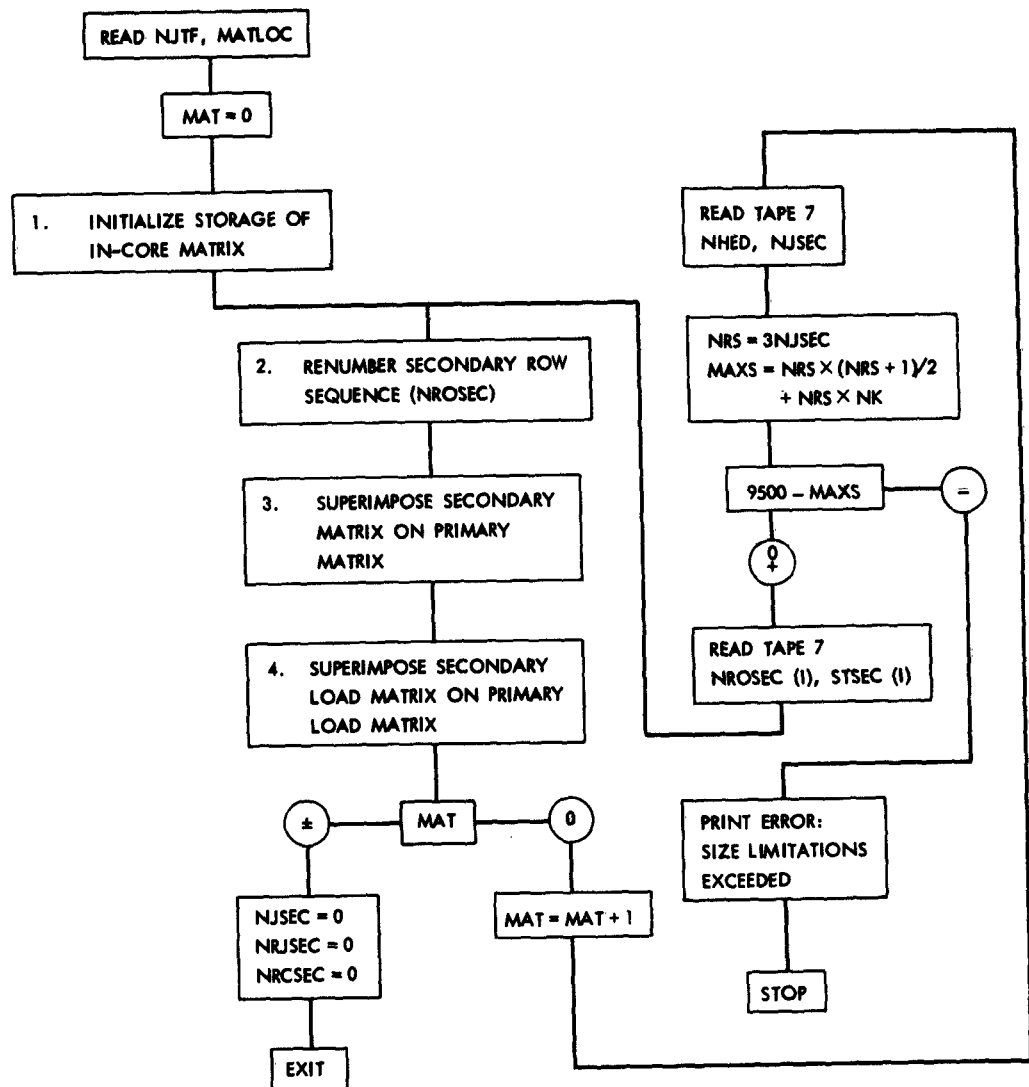 READ NJTF, MATLOC
MAT = 0
1. INITIALIZE STORAGE OF
IN-CORE MATRIX
2. RENUMBER SECONDARY ROW
SEQUENCE (NROSEC)
3. SUPERIMPOSE SECONDARY
MATRIX ON PRIMARY
MATRIX
4. SUPERIMPOSE SECONDARY
LOAD MATRIX ON PRIMARY
LOAD MATRIX
±
MAT
0
NJSEC = 0
NRJSEC = 0
NRCSEC = 0
EXIT
MAT = MAT + 1
READ TAPE 7
NHED, NJSEC
NRS = 3NJSEC
MAXS = NRS × (NRS + 1)/2
+ NRS × NK
9500 - MAXS
=
0
+
READ TAPE 7
NROSEC (I), STSEC (I)
PRINT ERROR:
SIZE LIMITATIONS
EXCEEDED
STOP